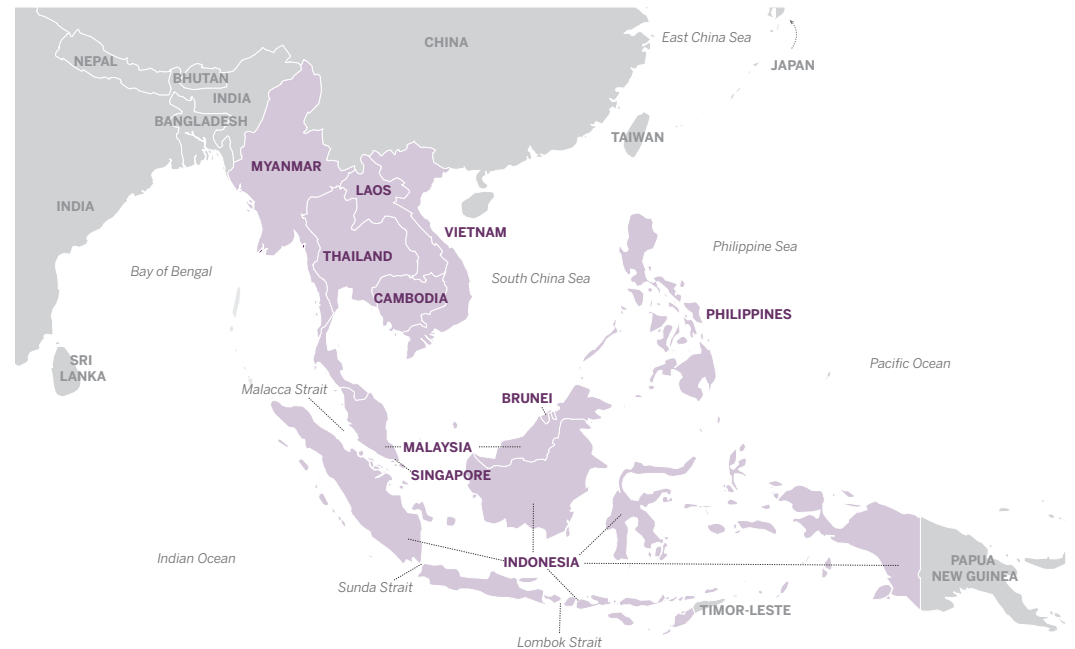 CHINA
East China Sea
JAPAN
NEPAL
BHUTAN
INDIA
BANGLADESH
TAIWAN
MYANMAR
LAOS
INDIA
VIETNAM
Philippine Sea
THAILAND
Bay of Bengal
South China Sea
CAMBODIA
PHILIPPINES
SRI
LANKA
Pacific Ocean
Malacca Strait
BRUNEI
MALAYSIA
SINGAPORE
Indian Ocean
INDONESIA
PAPUA
NEW GUINEA
Sunda Strait
TIMOR-LESTE
Lombok Strait